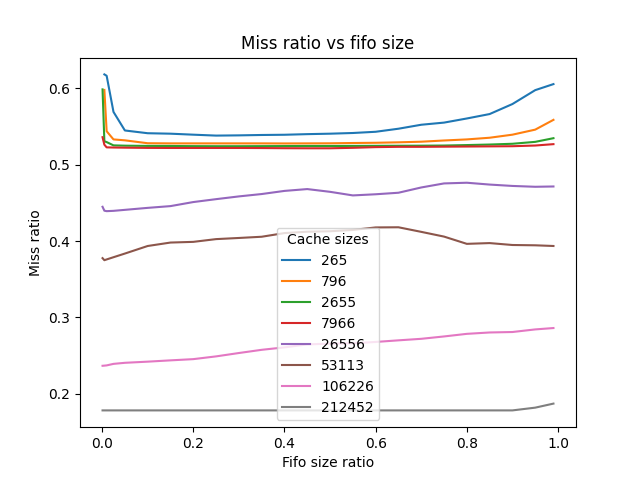 Miss ratio vs fifo size
Miss ratio
0.6
0.5
0.4
0.3
0.2
Cache sizes
265
796
2655
7966
26556
53113
106226
212452
0.0 0.2 0.4 0.6 0.8 1.0
Fifo size ratio